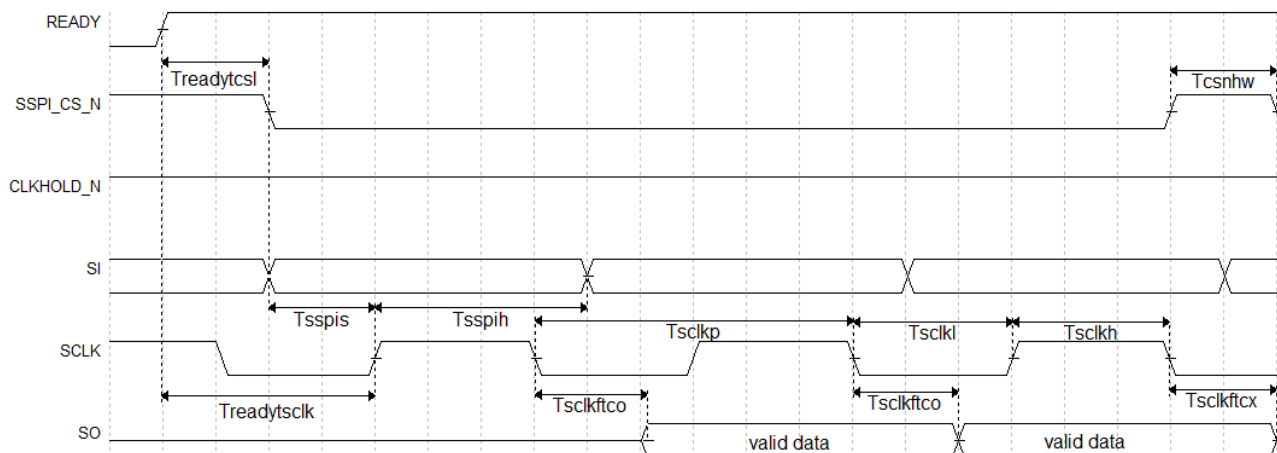 READY
Treadytcsl
Tcsnhw
SSPI_CS_N
CLKHOLD_N
SI
Tsspis
Tsspih
Tsclkp
Tsclkl
Tsclkh
SCLK
Treadytsclk
Tsclkftco
Tsclkftco
Tsclkftcx
SO
valid data
valid data